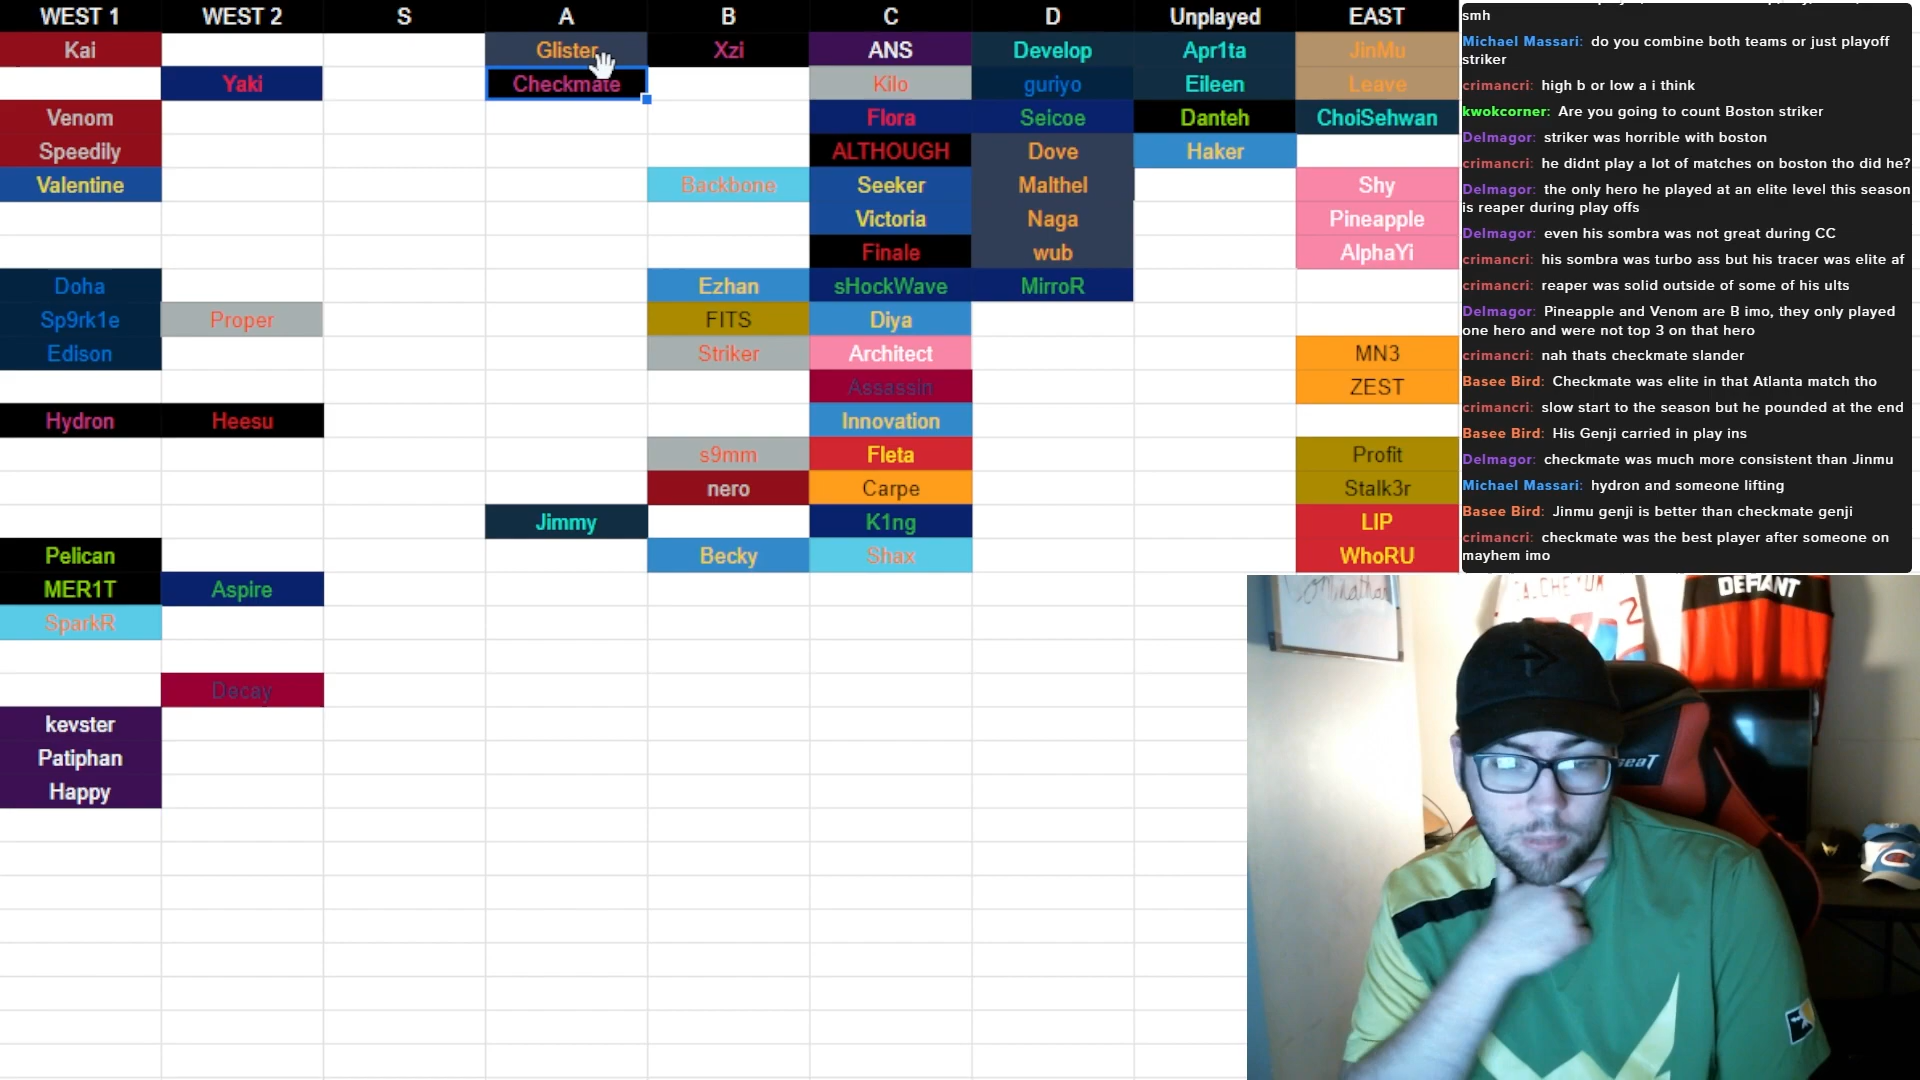 WEST 1 WEST 2 S A B C D Unplayed EAST
Kai Glister Xzi ANS Develop Apr1ta JinMu
Yaki Checkmate Kilo guriyo Eileen Leave
Venom Flora Seicoe Danteh ChoiSehwan
Speedily ALTHOUGH Dove Haker
Valentine Backbone Seeker Malthel Shy
Victoria Naga Pineapple
Finale wub AlphaYi
Doha Ezhan sHockWave MirroR
Sp9rk1e Proper FITS Diya
Edison Striker Architect MN3
Assassin ZEST
Hydron Heesu Innovation
s9mm Fleta Profit
nero Carpe Stalk3r
Jimmy K1ng LIP
Pelican Becky Shax WhoRU
MER1T Aspire
SparkR
Decay
kevster
Patiphan
Happy
smh
Michael Massari: do you combine both teams or just playoff
striker
crimancri: high b or low a i think
kwokcorner: Are you going to count Boston striker
Delmagor: striker was horrible with boston
crimancri: he didnt play a lot of matches on boston tho did he?
Delmagor: the only hero he played at an elite level this season
is reaper during play offs
Delmagor: even his sombra was not great during CC
crimancri: his sombra was turbo ass but his tracer was elite af
crimancri: reaper was solid outside of some of his ults
Delmagor: Pineapple and Venom are B imo, they only played
one hero and were not top 3 on that hero
crimancri: nah thats checkmate slander
Basee Bird: Checkmate was elite in that Atlanta match tho
crimancri: slow start to the season but he pounded at the end
Basee Bird: His Genji carried in play ins
Delmagor: checkmate was much more consistent than Jinmu
Michael Massari: hydron and someone lifting
Basee Bird: Jinmu genji is better than checkmate genji
crimancri: checkmate was the best player after someone on
mayhem imo
DEFIANT
2